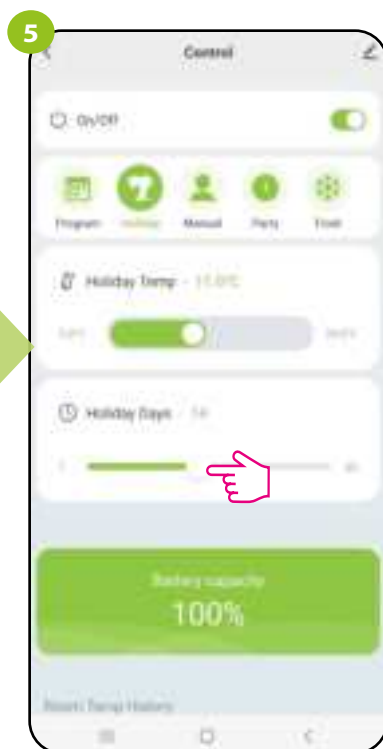 5
Control
On/Off
Program Holiday Manual Party Frost
Holiday Temp
Holiday Days
Battery capacity
100%
Room Temp History